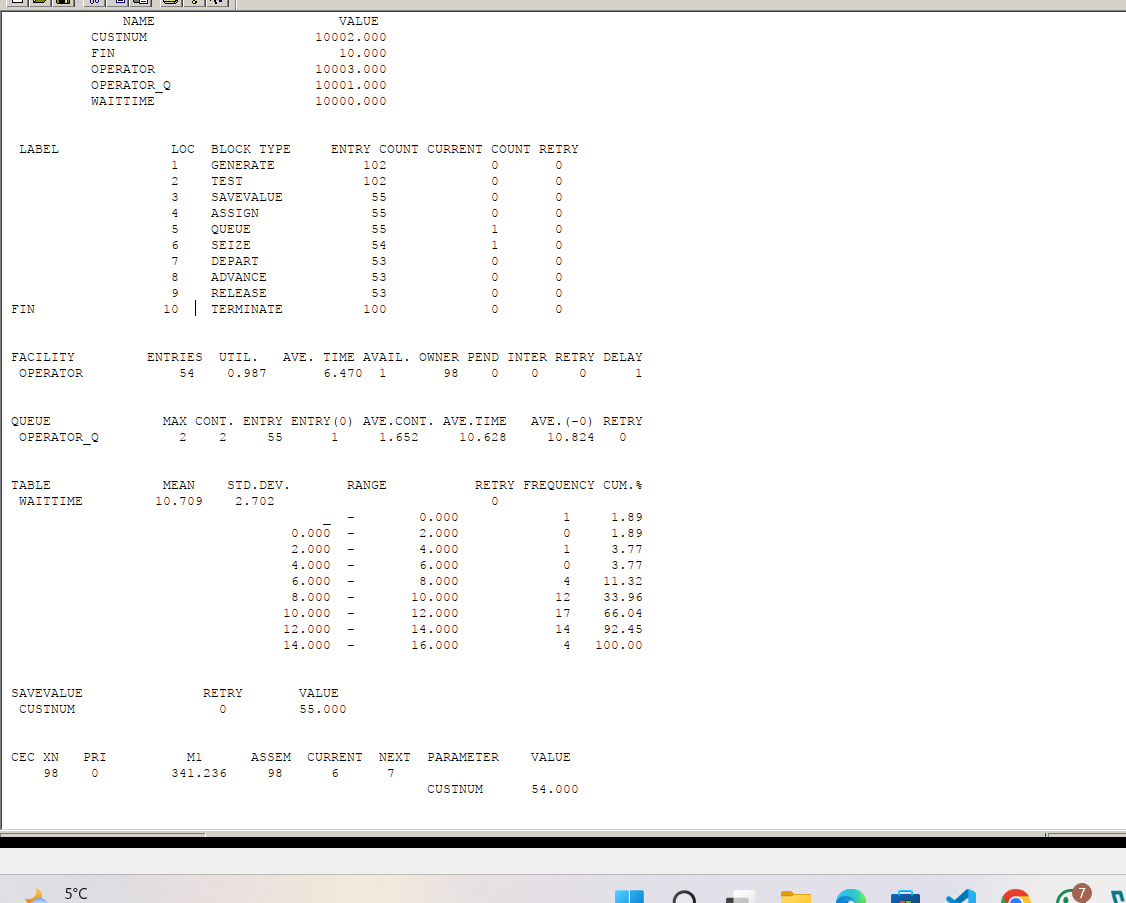 NAME VALUE
CUSTNUM 10002.000
FIN 10.000
OPERATOR 10003.000
OPERATOR_Q 10001.000
WAITTIME 10000.000
LABEL LOC BLOCK TYPE ENTRY COUNT CURRENT COUNT RETRY
1 GENERATE 102 0 0
2 TEST 102 0 0
3 SAVEVALUE 55 0 0
4 ASSIGN 55 0 0
5 QUEUE 55 1 0
6 SEIZE 54 1 0
7 DEPART 53 0 0
8 ADVANCE 53 0 0
9 RELEASE 53 0 0
FIN 10 TERMINATE 100 0 0
FACILITY ENTRIES UTIL. AVE. TIME AVAIL. OWNER PEND INTER RETRY DELAY
OPERATOR 54 0.987 6.470 1 98 0 0 0 1
QUEUE MAX CONT. ENTRY ENTRY(0) AVE.CONT. AVE.TIME AVE.(-0) RETRY
OPERATOR_Q 2 2 55 1 1.652 10.628 10.824 0
TABLE MEAN STD.DEV. RANGE RETRY FREQUENCY CUM.%
WAITTIME 10.709 2.702 0
_ - 0.000 1 1.89
0.000 - 2.000 0 1.89
2.000 - 4.000 1 3.77
4.000 - 6.000 0 3.77
6.000 - 8.000 4 11.32
8.000 - 10.000 12 33.96
10.000 - 12.000 17 66.04
12.000 - 14.000 14 92.45
14.000 - 16.000 4 100.00
SAVEVALUE RETRY VALUE
CUSTNUM 0 55.000
CEC XN PRI M1 ASSEM CURRENT NEXT PARAMETER VALUE
98 0 341.236 98 6 7
CUSTNUM 54.000
5°C
7